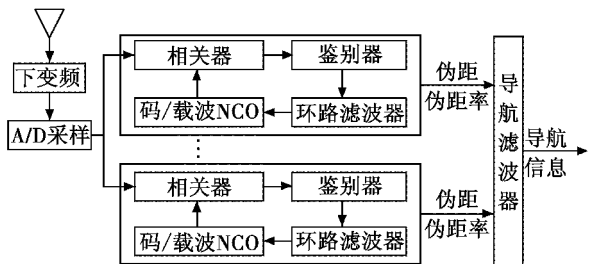 下变频
A/D采样
相关器
鉴别器
码/载波NCO
环路滤波器
伪距
伪距率
相关器
鉴别器
码/载波NCO
环路滤波器
伪距
伪距率
导航滤波器
导航
信息